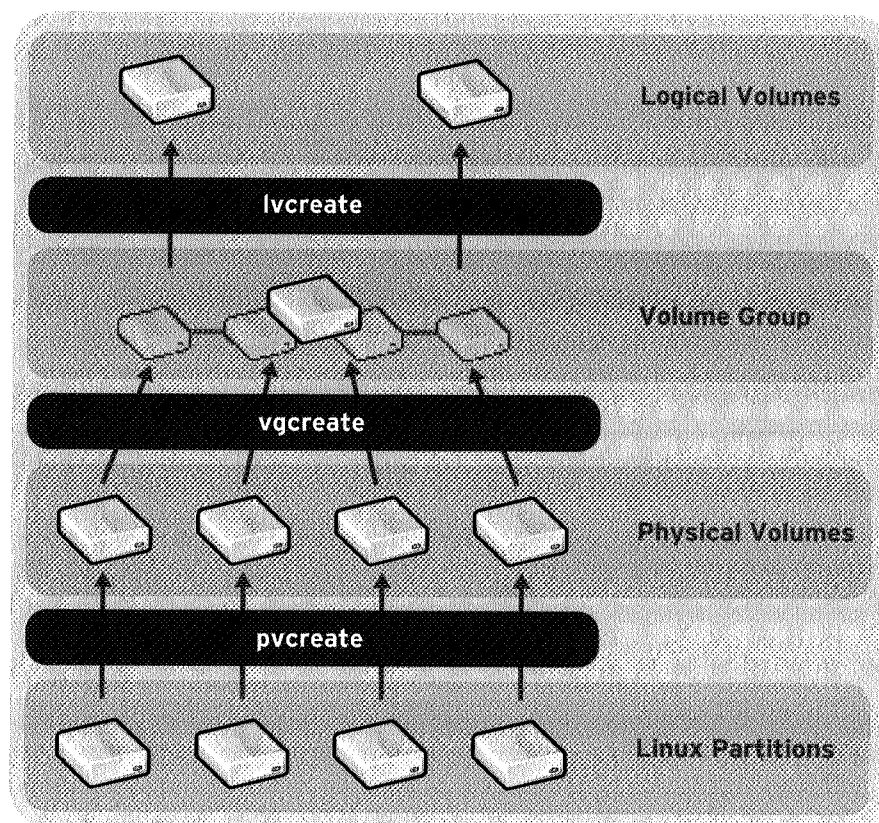 Logical Volumes
lvcreate
Volume Group
vgcreate
Physical Volumes
pvcreate
Linux Partitions